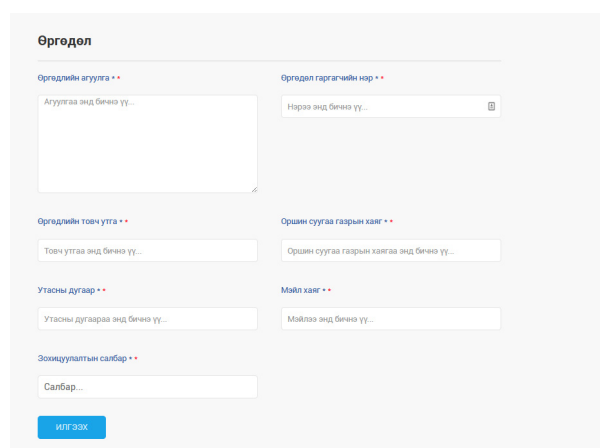 Өргөдөл
Өргөдлийн агуулга * *
Өргөдөл гаргагчийн нэр * *
Агуулгаа энд бичнэ үү...
Нэрээ энд бичнэ үү...
Өргөдлийн товч утга * *
Оршин суугаа газрын хаяг * *
Товч утгаа энд бичнэ үү...
Оршин суугаа газрын хаягаа энд бичнэ үү...
Утасны дугаар * *
Мэйл хаяг * *
Утасны дугаараа энд бичнэ үү...
Мэйлээ энд бичнэ үү...
Зохицуулалтын салбар * *
Салбар...
ИЛГЭЭХ